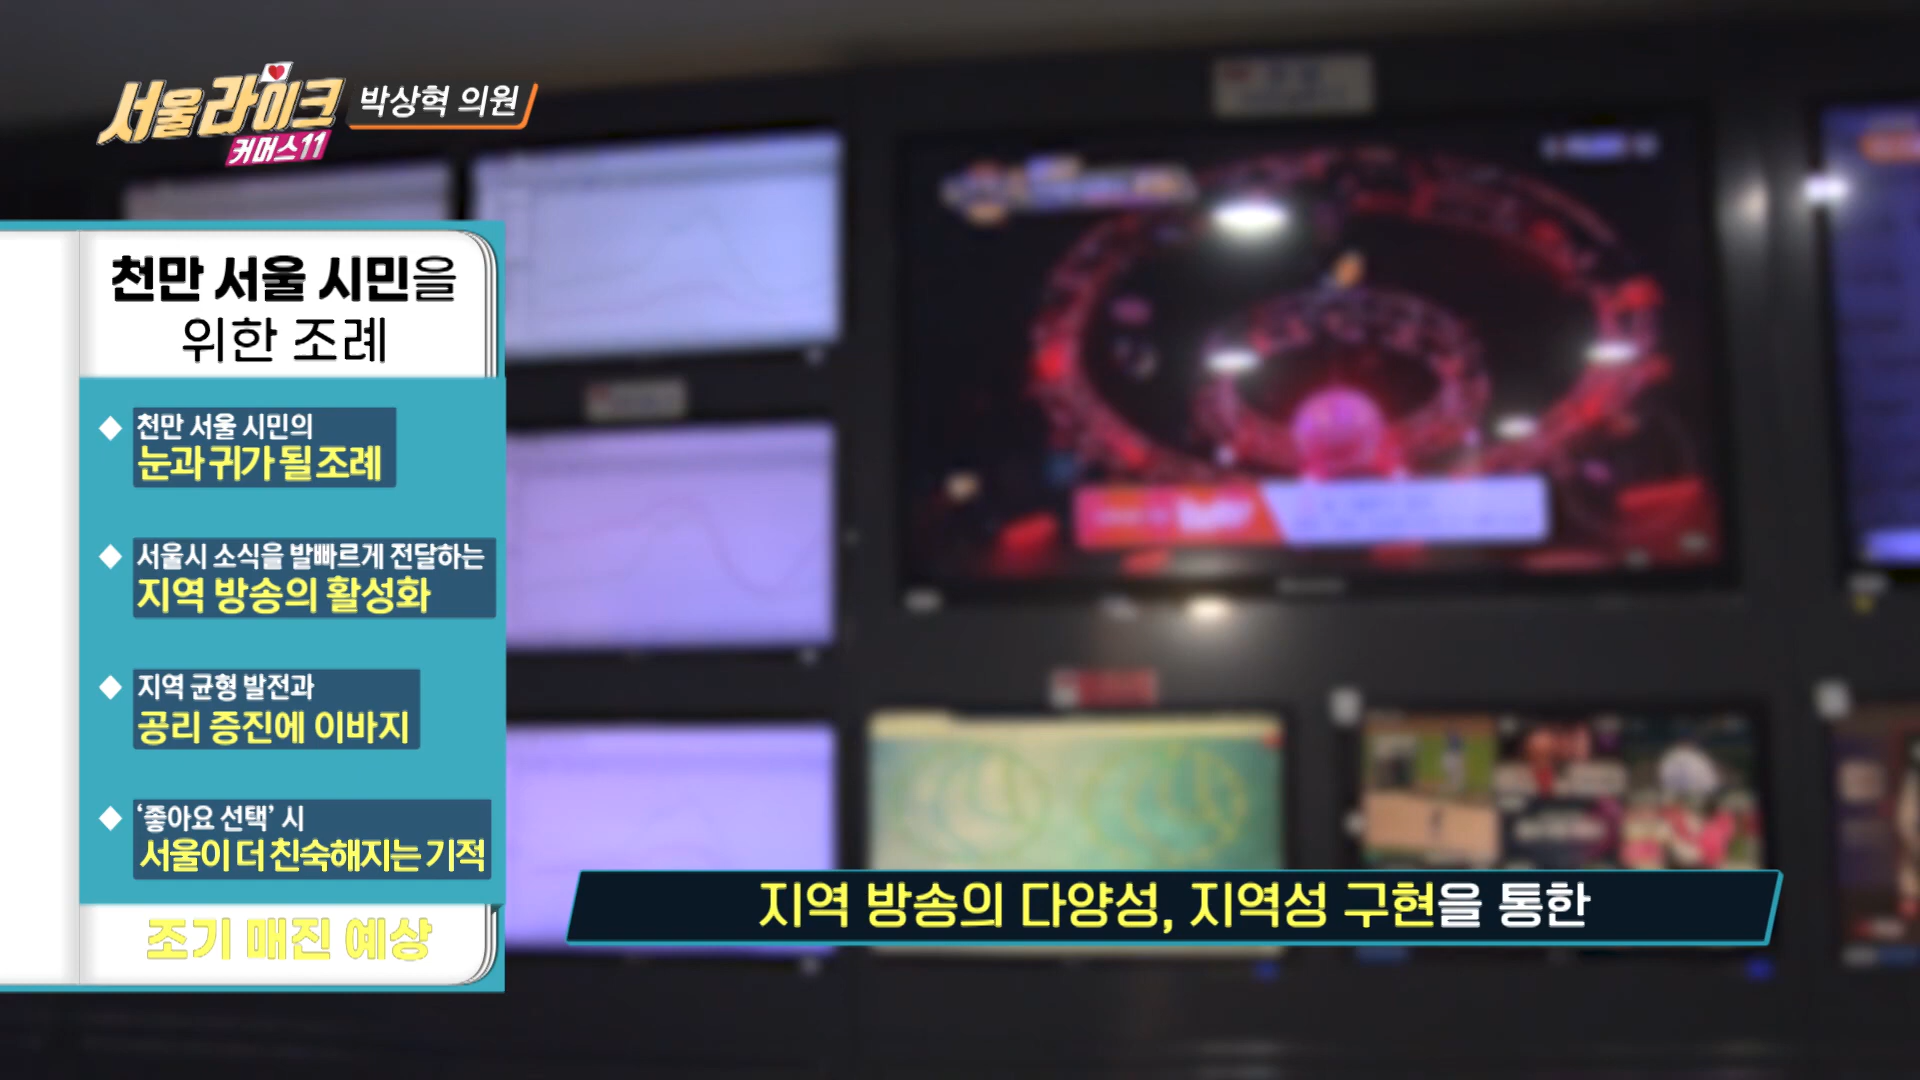 서울라이크
커머스11
박상혁 의원
천만 서울 시민을
위한 조례
천만 서울 시민의
눈과 귀가 될 조례
서울시 소식을 발빠르게 전달하는
지역 방송의 활성화
지역 균형 발전과
공리 증진에 이바지
‘좋아요 선택’ 시
서울이 더 친숙해지는 기적
조기 매진 예상
지역 방송의 다양성, 지역성 구현을 통한